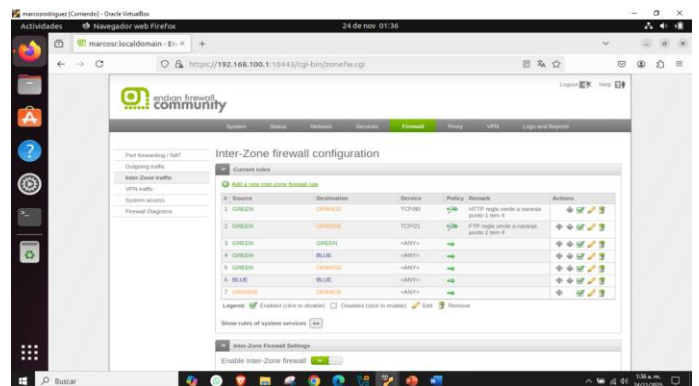 marcosrodriguez [Corriendo] - Oracle VirtualBox
Actividades Navegador web Firefox 24 de nov 01:36
marcosr.localdomain - En
https://192.168.100.1:10443/cgi-bin/zonefw.cgi
endian firewall community
Logout Help
System Status Network Services Firewall Proxy VPN Logs and Reports
Port forwarding / NAT
Outgoing traffic
Inter-Zone traffic
VPN traffic
System access
Firewall Diagrams
Inter-Zone firewall configuration
Current rules
Add a new inter-zone firewall rule
# Source Destination Service Policy Remark Actions
1 GREEN ORANGE TCP/80 HTTP regla verde a naranja
punto 1 tem 4
2 GREEN ORANGE TCP/21 FTP regla verde a naranja
punto 1 tem 4
3 GREEN GREEN <ANY>
4 GREEN BLUE <ANY>
5 GREEN ORANGE <ANY>
6 BLUE BLUE <ANY>
7 ORANGE ORANGE <ANY>
Legend: Enabled (click to disable) Disabled (click to enable) Edit Remove
Show rules of system services >>
Inter-Zone Firewall Settings
Enable Inter-Zone firewall
Buscar
1:36 a. m.
24/11/2025